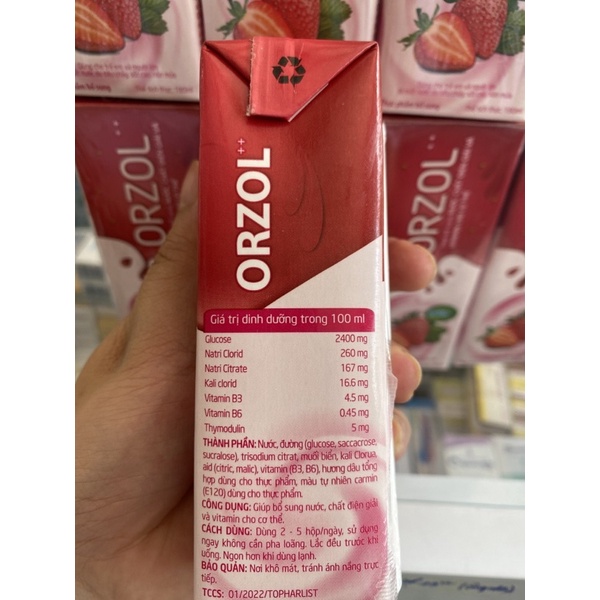 ORZOL++
Giá trị dinh dưỡng trong 100 ml
Glucose 2400 mg
Natri Clorid 260 mg
Natri Citrate 167 mg
Kali clorid 16.6 mg
Vitamin B3 4.5 mg
Vitamin B6 0.45 mg
Thymodulin 5 mg
THÀNH PHẦN: Nước, đường (glucose, saccacrose,
sucralose), trisodium citrat, muối biển, kali Clorua,
aid (citric, malic), vitamin (B3, B6), hương dâu tổng
hợp dùng cho thực phẩm, màu tự nhiên carmin
(E120) dùng cho thực phẩm.
CÔNG DỤNG: Giúp bổ sung nước, chất điện giải
và vitamin cho cơ thể.
CÁCH DÙNG: Dùng 2 - 5 hộp/ngày, sử dụng
ngay không cần pha loãng. Lắc đều trước khi
uống. Ngon hơn khi dùng lạnh.
BẢO QUẢN: Nơi khô mát, tránh ánh nắng trực
tiếp.
TCCS: 01/2022/TOPHARLIST
ORZOL++
ORZOL++